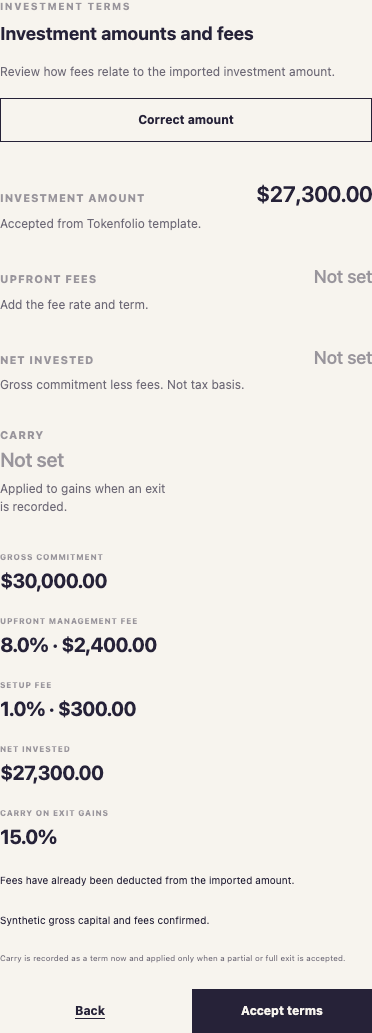 INVESTMENT TERMS
Investment amounts and fees
Review how fees relate to the imported investment amount.
Correct amount
INVESTMENT AMOUNT $27,300.00
Accepted from Tokenfolio template.
UPFRONT FEES Not set
Add the fee rate and term.
NET INVESTED Not set
Gross commitment less fees. Not tax basis.
CARRY
Not set
Applied to gains when an exit
is recorded.
GROSS COMMITMENT
$30,000.00
UPFRONT MANAGEMENT FEE
8.0% · $2,400.00
SETUP FEE
1.0% · $300.00
NET INVESTED
$27,300.00
CARRY ON EXIT GAINS
15.0%
Fees have already been deducted from the imported amount.
Synthetic gross capital and fees confirmed.
Carry is recorded as a term now and applied only when a partial or full exit is accepted.
Back Accept terms